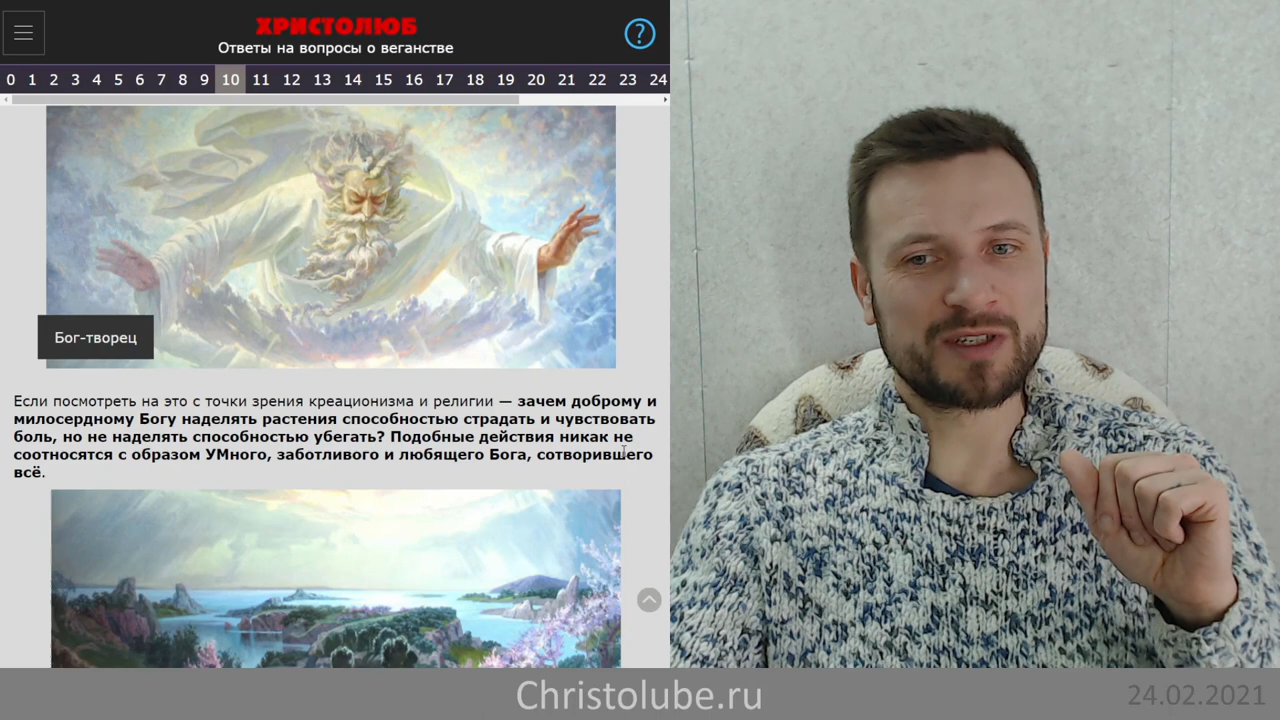 ХРИСТОЛЮБ
Ответы на вопросы о веганстве
0 1 2 3 4 5 6 7 8 9 10 11 12 13 14 15 16 17 18 19 20 21 22 23 24
Бог-творец
Если посмотреть на это с точки зрения креационизма и религии — зачем доброму и
милосердному Богу наделять растения способностью страдать и чувствовать
боль, но не наделять способностью убегать? Подобные действия никак не
соотносятся с образом УМного, заботливого и любящего Бога, сотворившего
всё.
Christolube.ru
24.02.2021